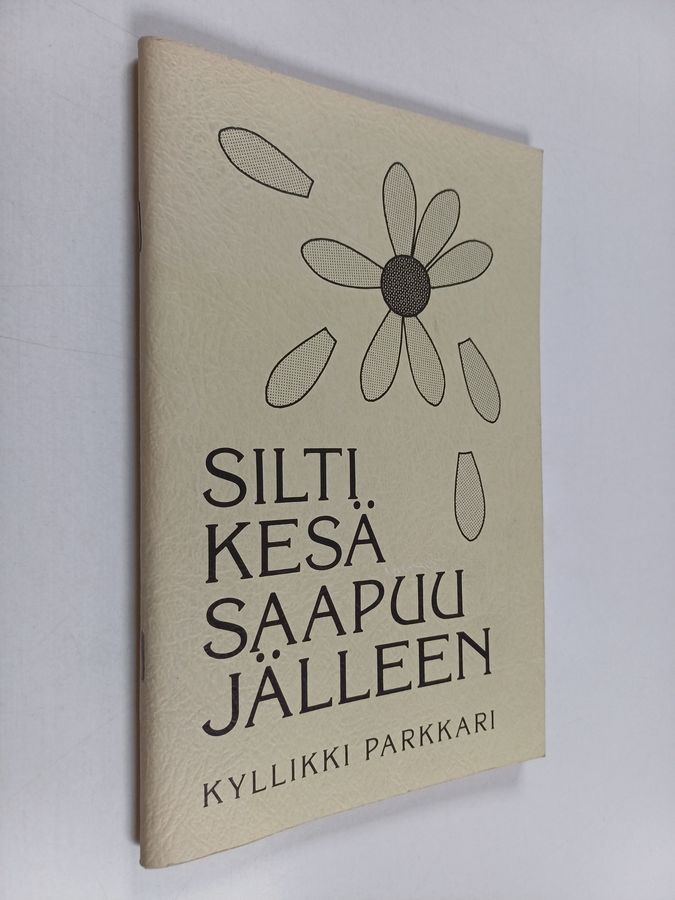 SILTI
KESÄ
SAAPUU
JÄLLEEN
KYLLIKKI PARKKARI